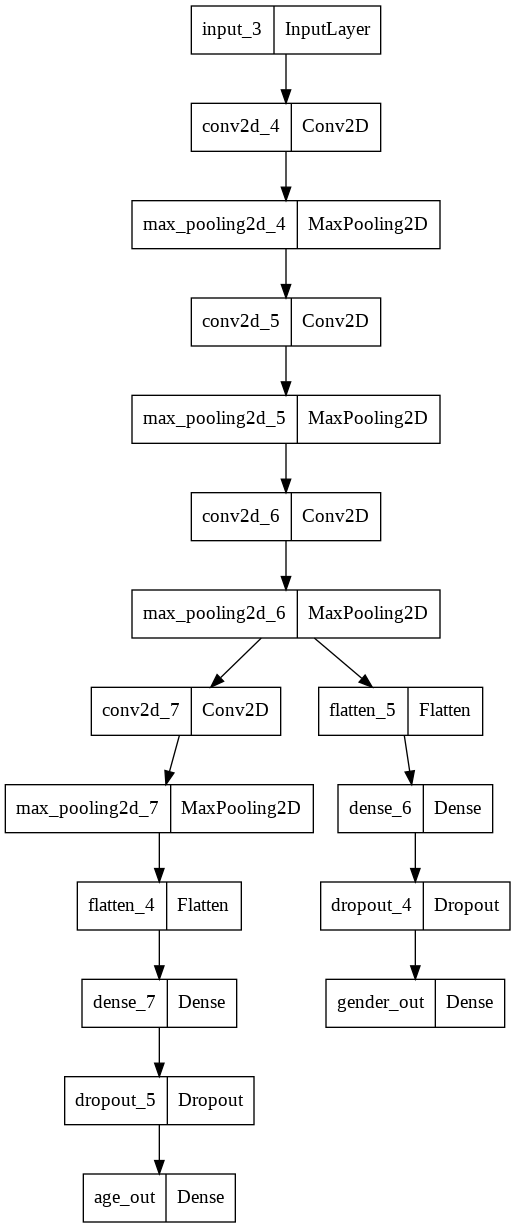 input_3 InputLayer
conv2d_4 Conv2D
max_pooling2d_4 MaxPooling2D
conv2d_5 Conv2D
max_pooling2d_5 MaxPooling2D
conv2d_6 Conv2D
max_pooling2d_6 MaxPooling2D
conv2d_7 Conv2D
flatten_5 Flatten
max_pooling2d_7 MaxPooling2D
dense_6 Dense
flatten_4 Flatten
dropout_4 Dropout
dense_7 Dense
gender_out Dense
dropout_5 Dropout
age_out Dense